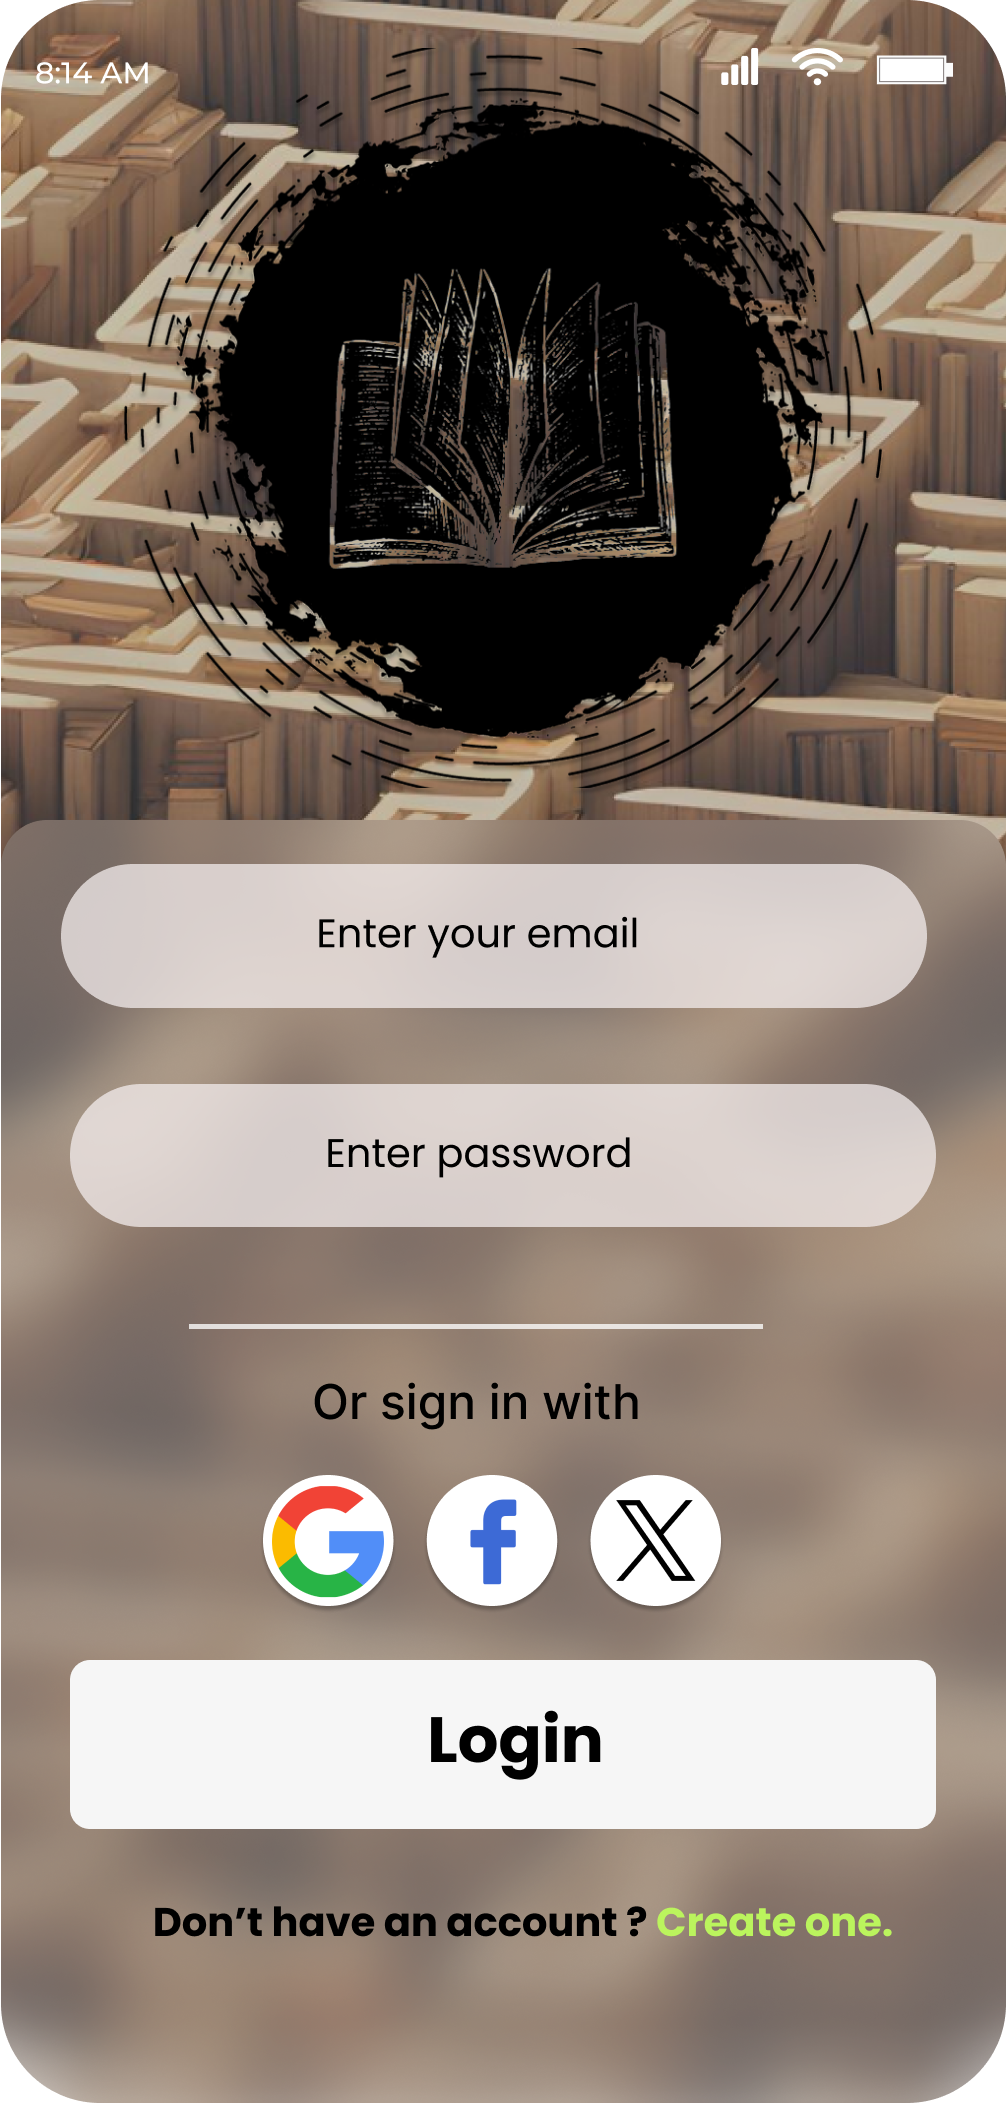 8:14 AM
Enter your email
Enter password
Or sign in with
Login
Don’t have an account ? Create one.